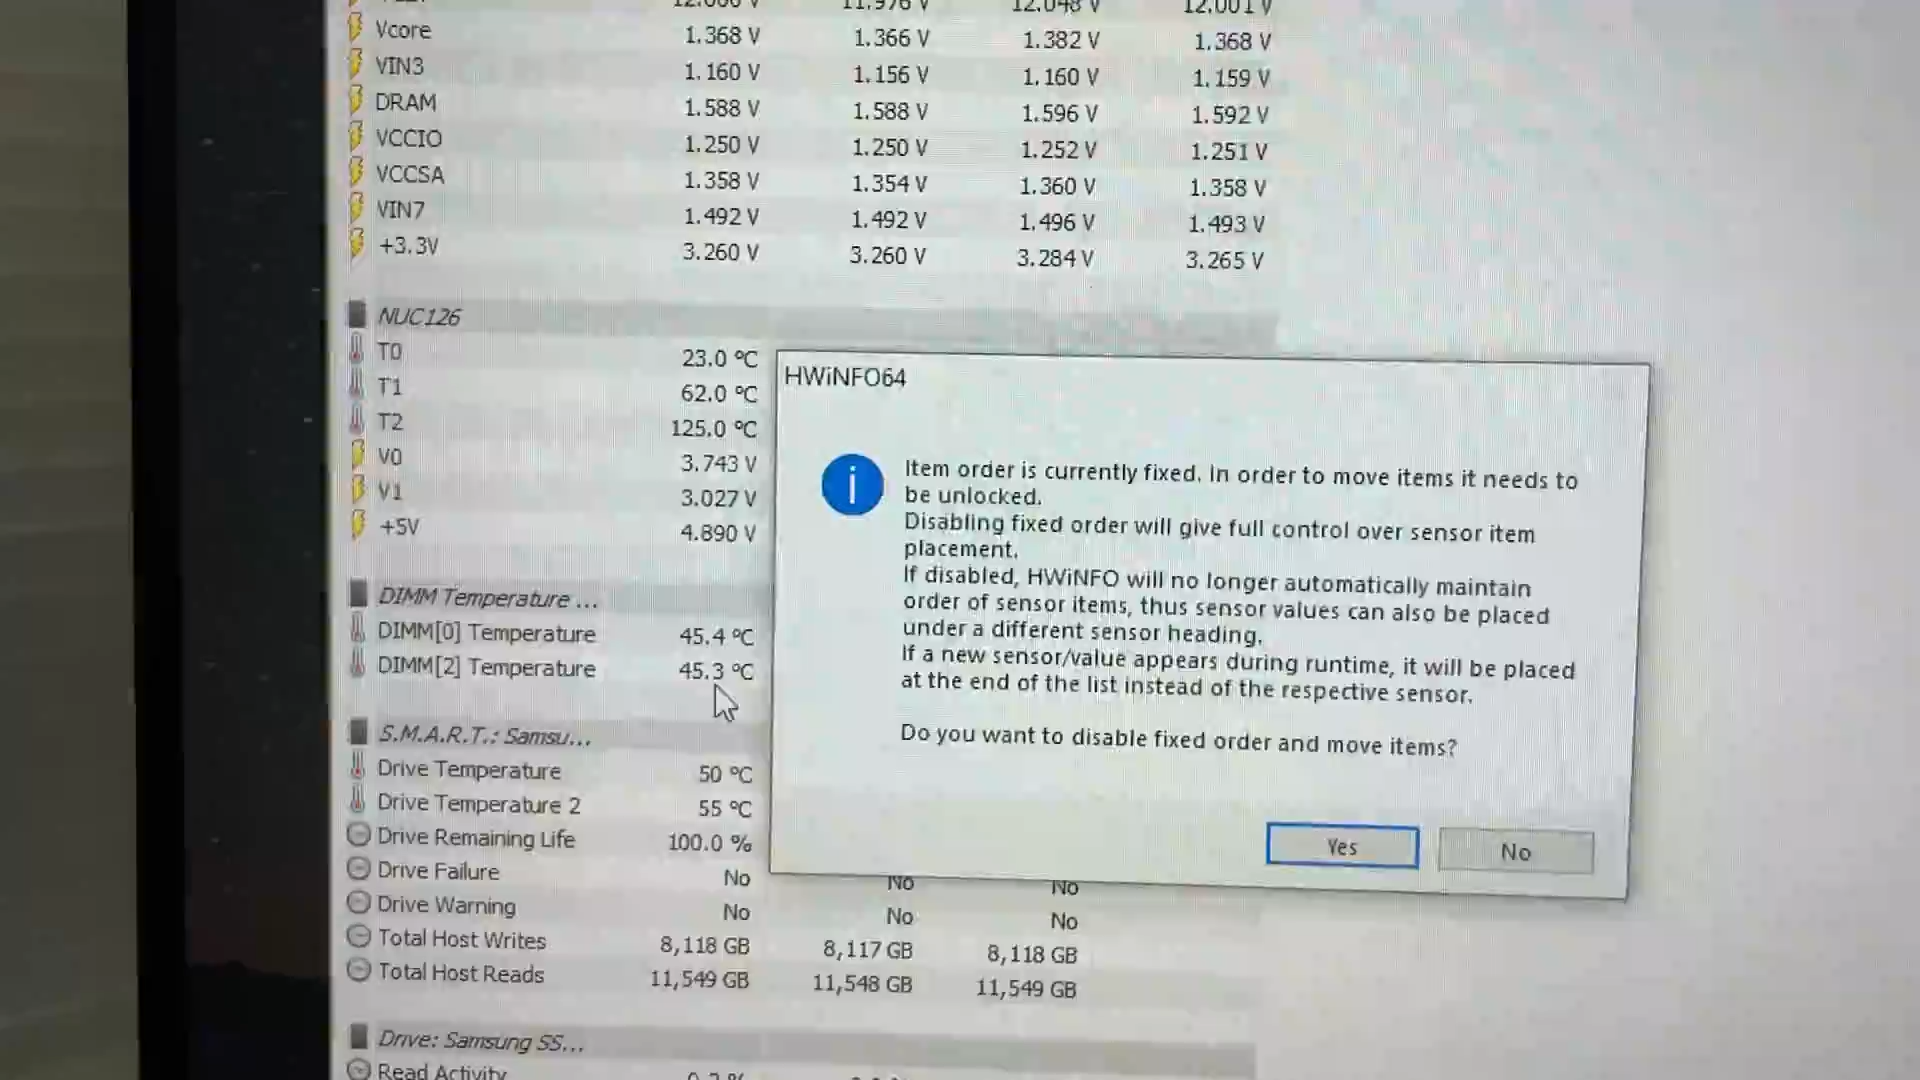 12.000 V 11.976 V 12.048 V 12.001 V
Vcore 1.368 V 1.366 V 1.382 V 1.368 V
VIN3 1.160 V 1.156 V 1.160 V 1.159 V
DRAM 1.588 V 1.588 V 1.596 V 1.592 V
VCCIO 1.250 V 1.250 V 1.252 V 1.251 V
VCCSA 1.358 V 1.354 V 1.360 V 1.358 V
VIN7 1.492 V 1.492 V 1.496 V 1.493 V
+3.3V 3.260 V 3.260 V 3.284 V 3.265 V
NUC126
T0 23.0 °C
T1 62.0 °C
T2 125.0 °C
V0 3.743 V
V1 3.027 V
+5V 4.890 V
DIMM Temperature ...
DIMM[0] Temperature 45.4 °C
DIMM[2] Temperature 45.3 °C
S.M.A.R.T.: Samsu...
Drive Temperature 50 °C
Drive Temperature 2 55 °C
Drive Remaining Life 100.0 %
Drive Failure No No No
Drive Warning No No No
Total Host Writes 8,118 GB 8,117 GB 8,118 GB
Total Host Reads 11,549 GB 11,548 GB 11,549 GB
Drive: Samsung SS...
Read Activity
HWiNFO64
Item order is currently fixed. In order to move items it needs to
be unlocked.
Disabling fixed order will give full control over sensor item
placement.
If disabled, HWiNFO will no longer automatically maintain
order of sensor items, thus sensor values can also be placed
under a different sensor heading.
If a new sensor/value appears during runtime, it will be placed
at the end of the list instead of the respective sensor.
Do you want to disable fixed order and move items?
Yes No